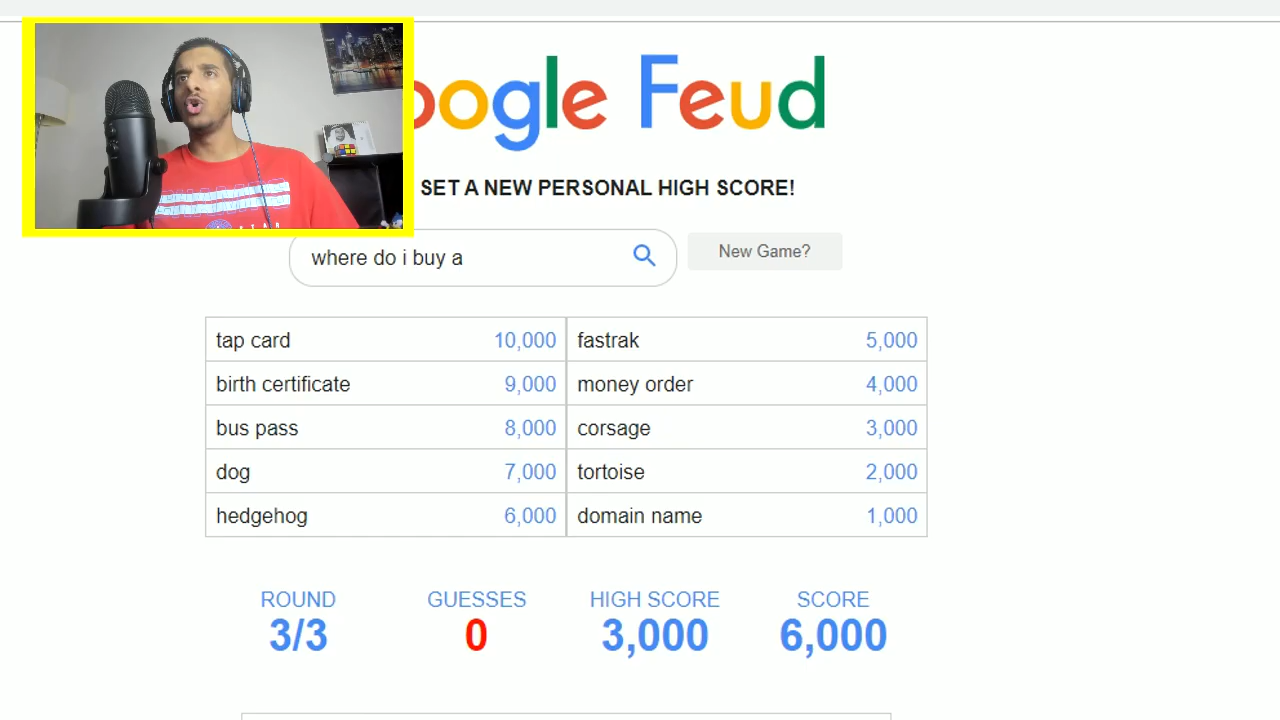 oogle Feud
SET A NEW PERSONAL HIGH SCORE!
where do i buy a
New Game?
tap card 10,000 fastrak 5,000
birth certificate 9,000 money order 4,000
bus pass 8,000 corsage 3,000
dog 7,000 tortoise 2,000
hedgehog 6,000 domain name 1,000
ROUND GUESSES HIGH SCORE SCORE
3/3 0 3,000 6,000